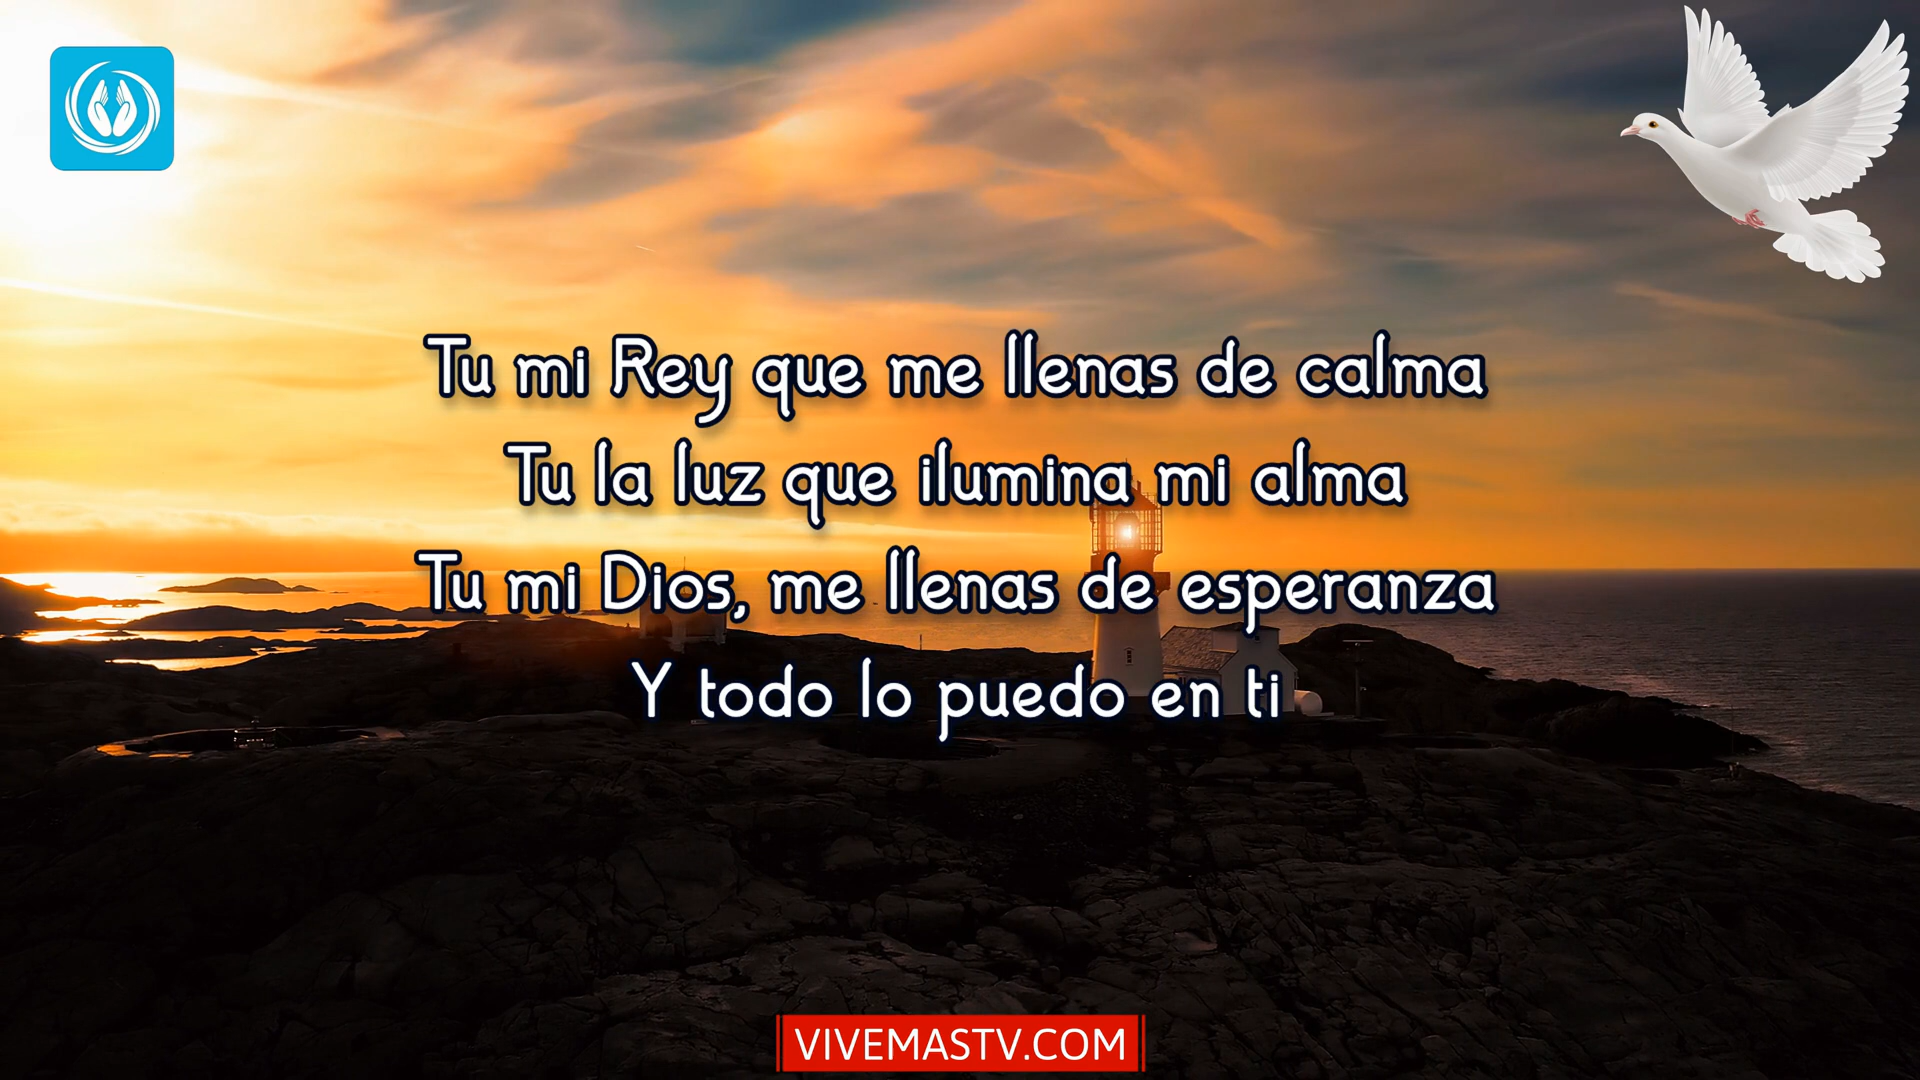 Tu mi Rey que me llenas de calma
Tu la luz que ilumina mi alma
Tu mi Dios, me llenas de esperanza
Y todo lo puedo en ti
VIVEMASTV.COM